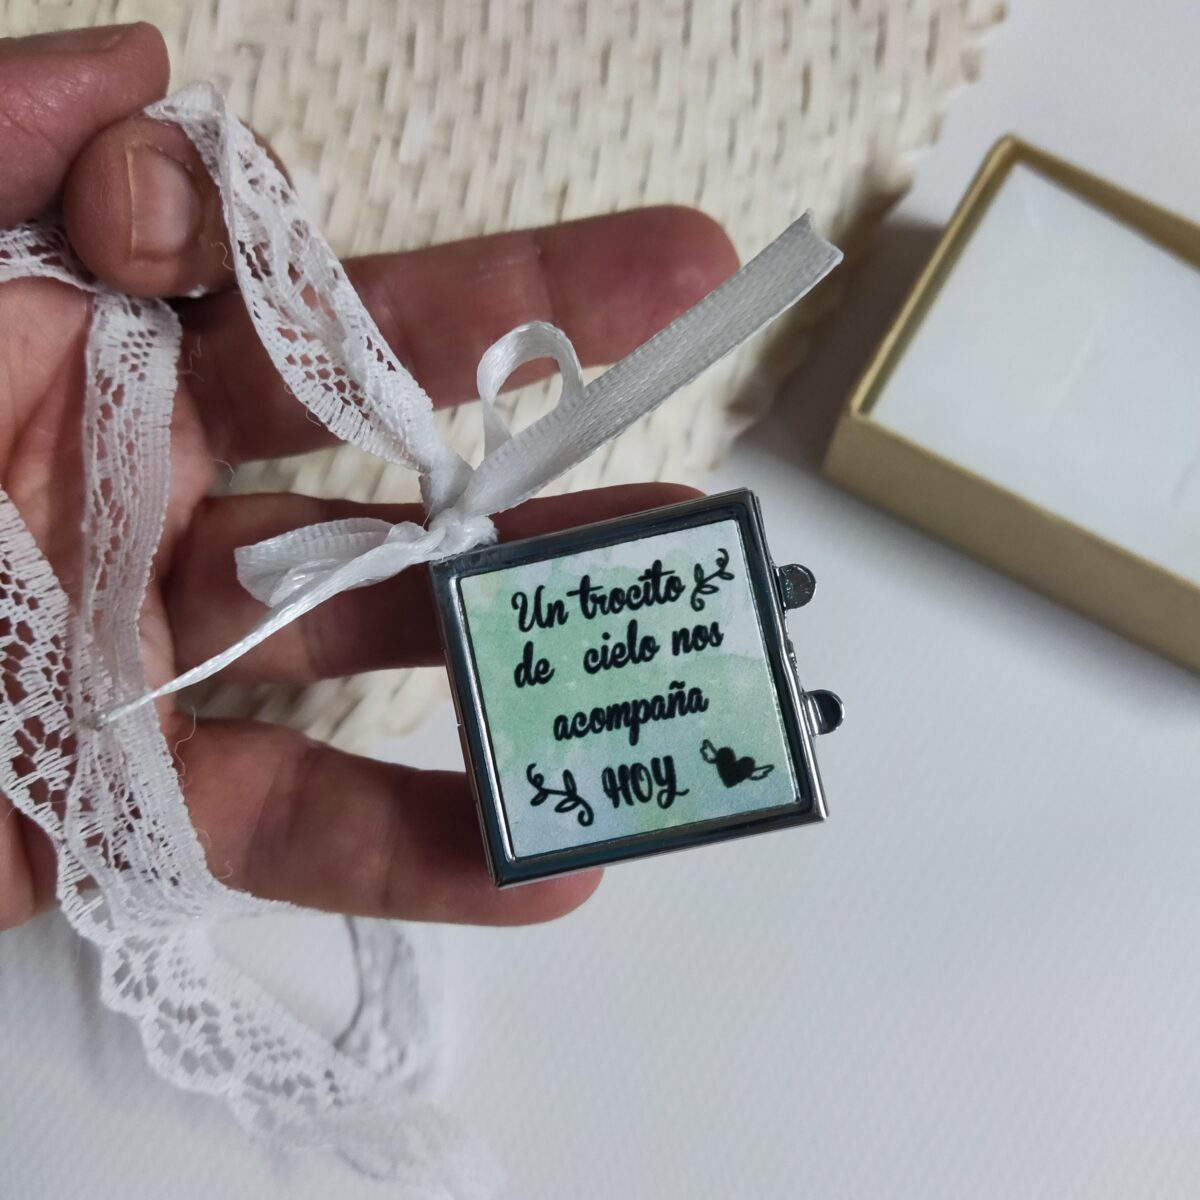 Un trocito
de cielo nos
acompaña
HOY